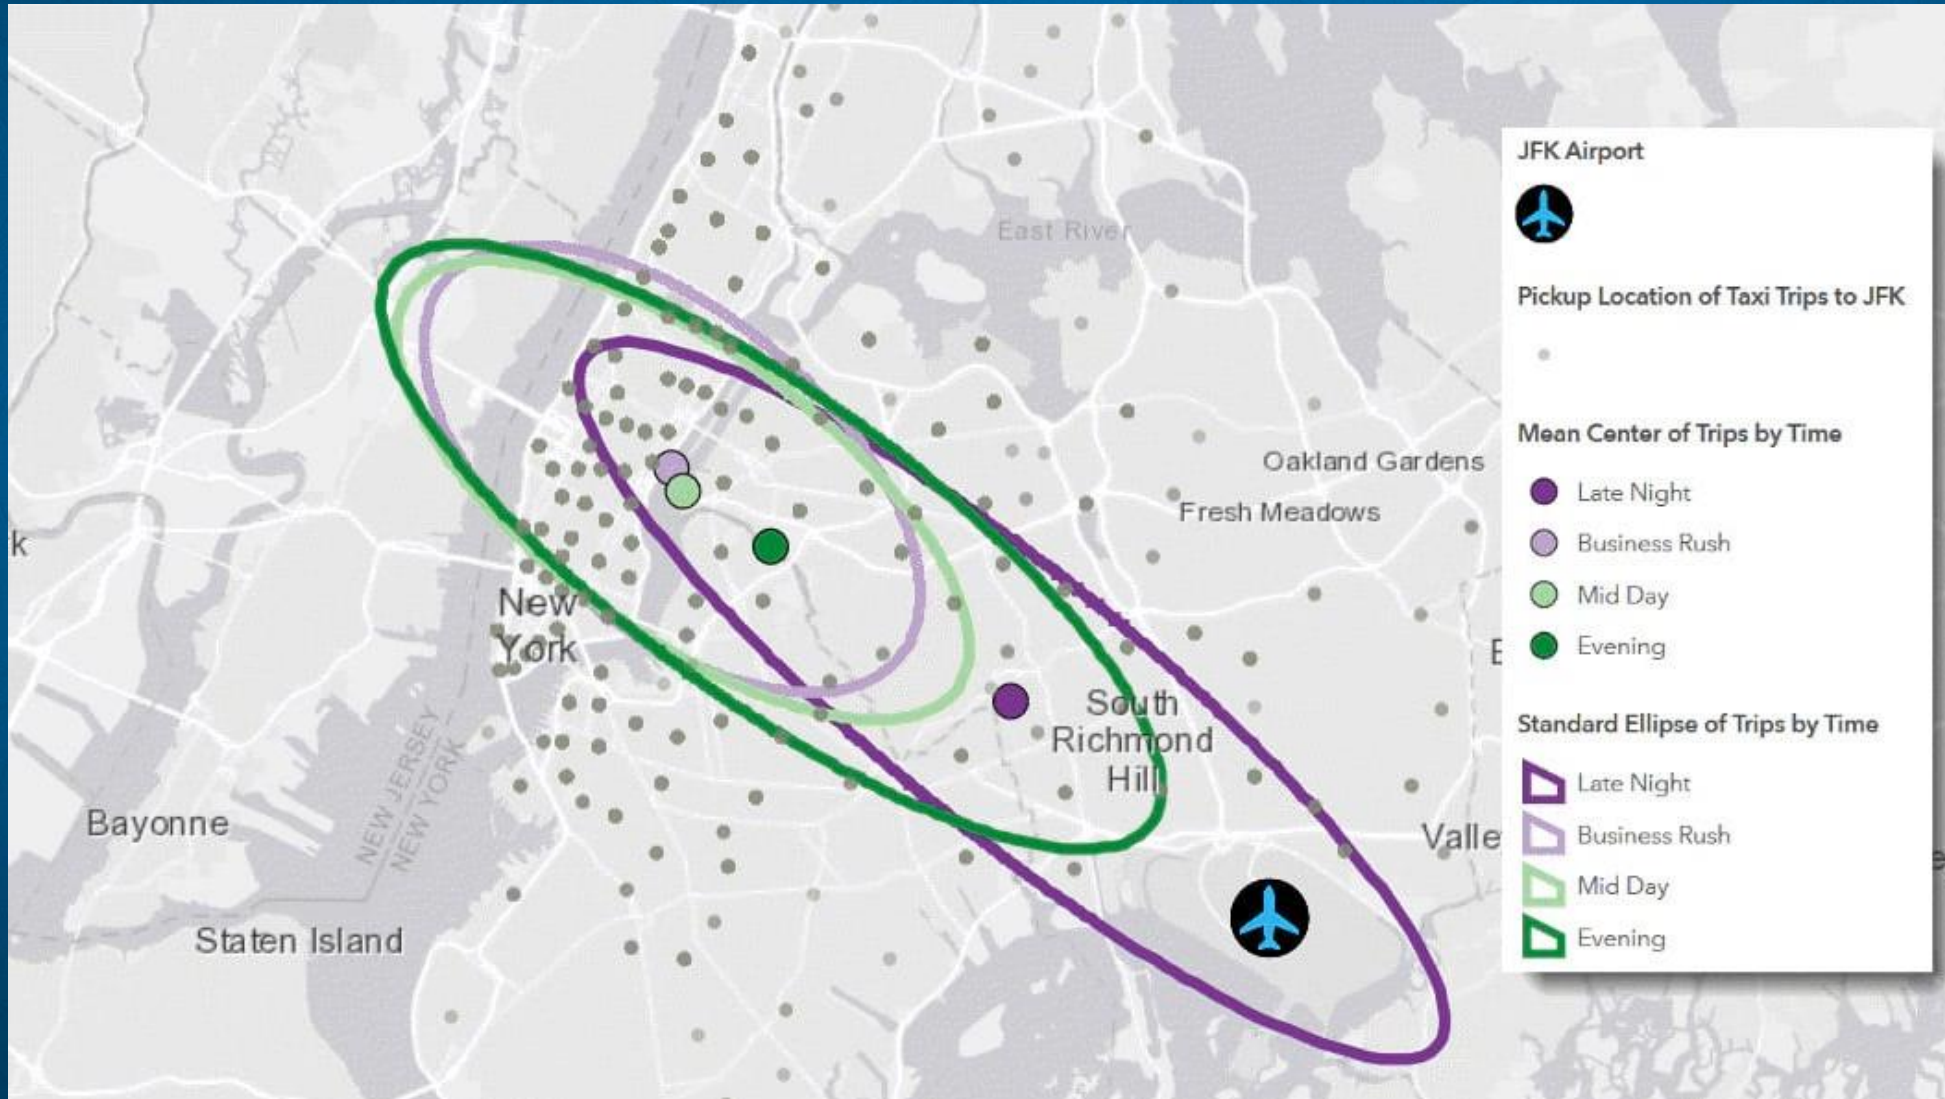 East River
Oakland Gardens
Fresh Meadows
k
New
York
South
Richmond
Hill
NEW JERSEY
NEW YORK
Bayonne
Valle
Staten Island
E
e
JFK Airport
Pickup Location of Taxi Trips to JFK
Mean Center of Trips by Time
Late Night
Business Rush
Mid Day
Evening
Standard Ellipse of Trips by Time
Late Night
Business Rush
Mid Day
Evening